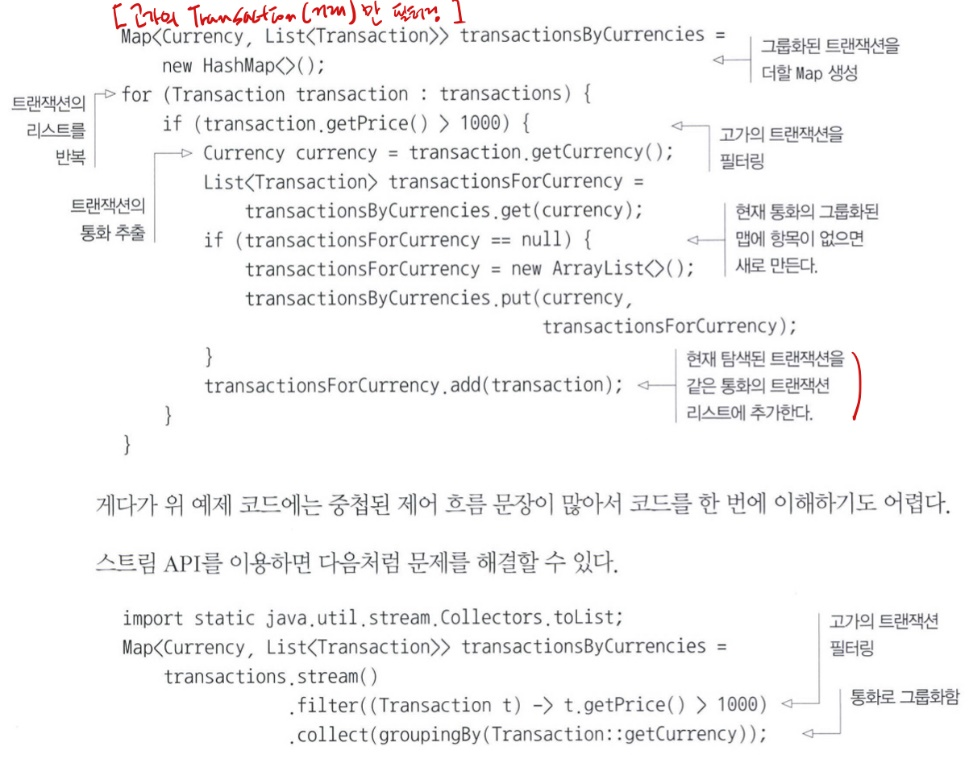 [ 고가의 Transaction(거래)만 필터링 ]
Map<Currency, List<Transaction>> transactionsByCurrencies =
new HashMap<>();
그룹화된 트랜잭션을
더할 Map 생성
트랜잭션의
리스트를
반복
for (Transaction transaction : transactions) {
if (transaction.getPrice() > 1000) {
고가의 트랜잭션을
필터링
Currency currency = transaction.getCurrency();
트랜잭션의
통화 추출
List<Transaction> transactionsForCurrency =
transactionsByCurrencies.get(currency);
if (transactionsForCurrency == null) {
현재 통화의 그룹화된
맵에 항목이 없으면
새로 만든다.
transactionsForCurrency = new ArrayList<>();
transactionsByCurrencies.put(currency,
transactionsForCurrency);
}
transactionsForCurrency.add(transaction);
현재 탐색된 트랜잭션을
같은 통화의 트랜잭션
리스트에 추가한다.
}
}
게다가 위 예제 코드에는 중첩된 제어 흐름 문장이 많아서 코드를 한 번에 이해하기도 어렵다.
스트림 API를 이용하면 다음처럼 문제를 해결할 수 있다.
import static java.util.stream.Collectors.toList;
Map<Currency, List<Transaction>> transactionsByCurrencies =
transactions.stream()
.filter((Transaction t) -> t.getPrice() > 1000)
고가의 트랜잭션
필터링
.collect(groupingBy(Transaction::getCurrency));
통화로 그룹화함